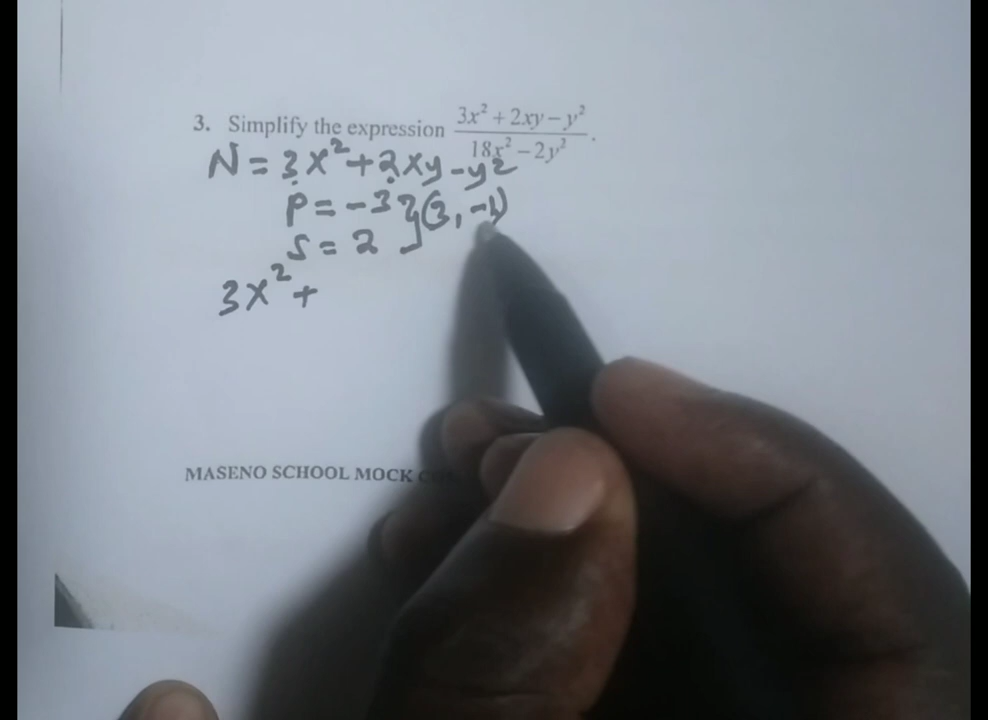 3. Simplify the expression (3x² + 2xy − y²)/(18x² − 2y²).
N = 3x² + 2xy − y²
P = −3 } (3, −1)
S = 2
3x² +
MASENO SCHOOL MOCK